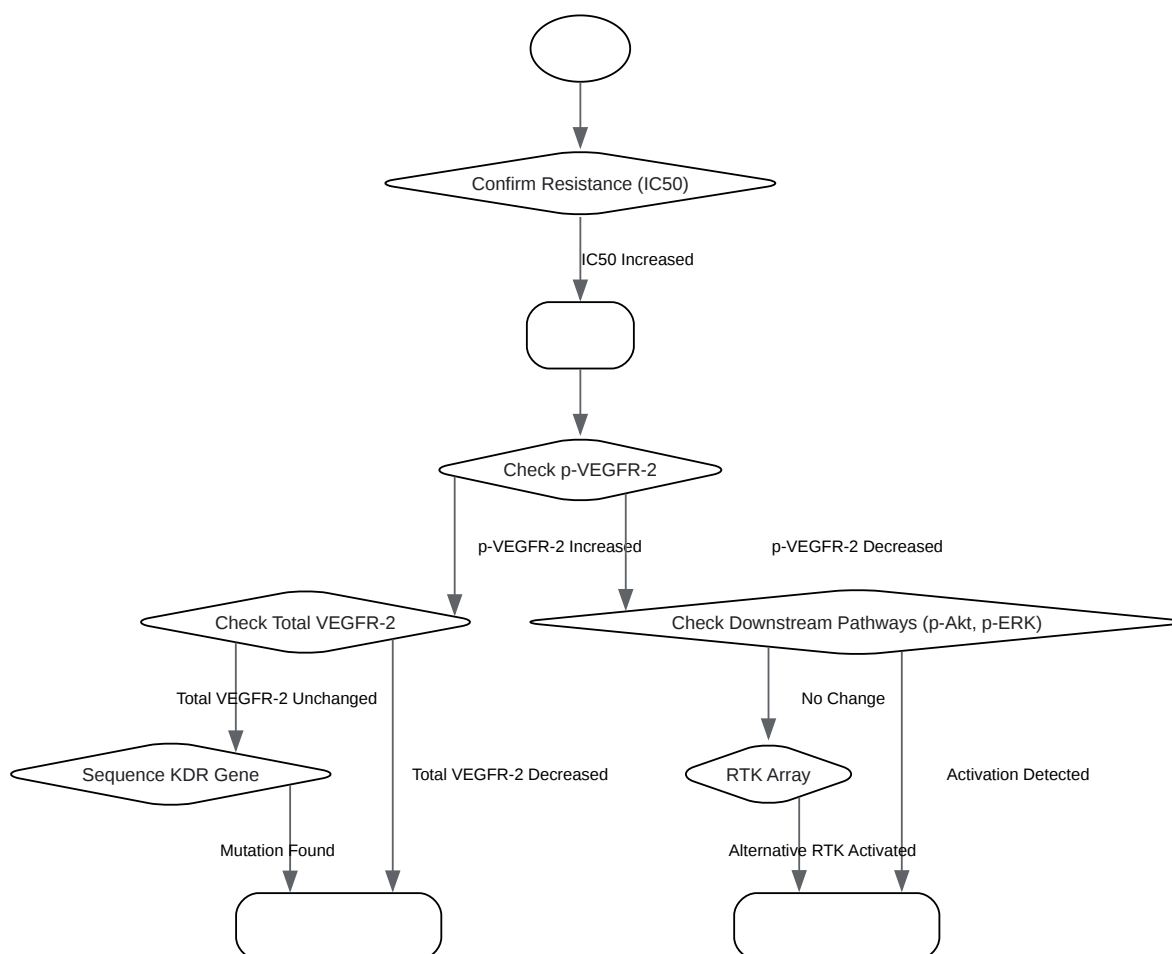 Confirm Resistance (IC50)
IC50 Increased
Check p-VEGFR-2
p-VEGFR-2 Increased
p-VEGFR-2 Decreased
Check Total VEGFR-2
Check Downstream Pathways (p-Akt, p-ERK)
Total VEGFR-2 Unchanged
No Change
Sequence KDR Gene
Total VEGFR-2 Decreased
RTK Array
Activation Detected
Mutation Found
Alternative RTK Activated